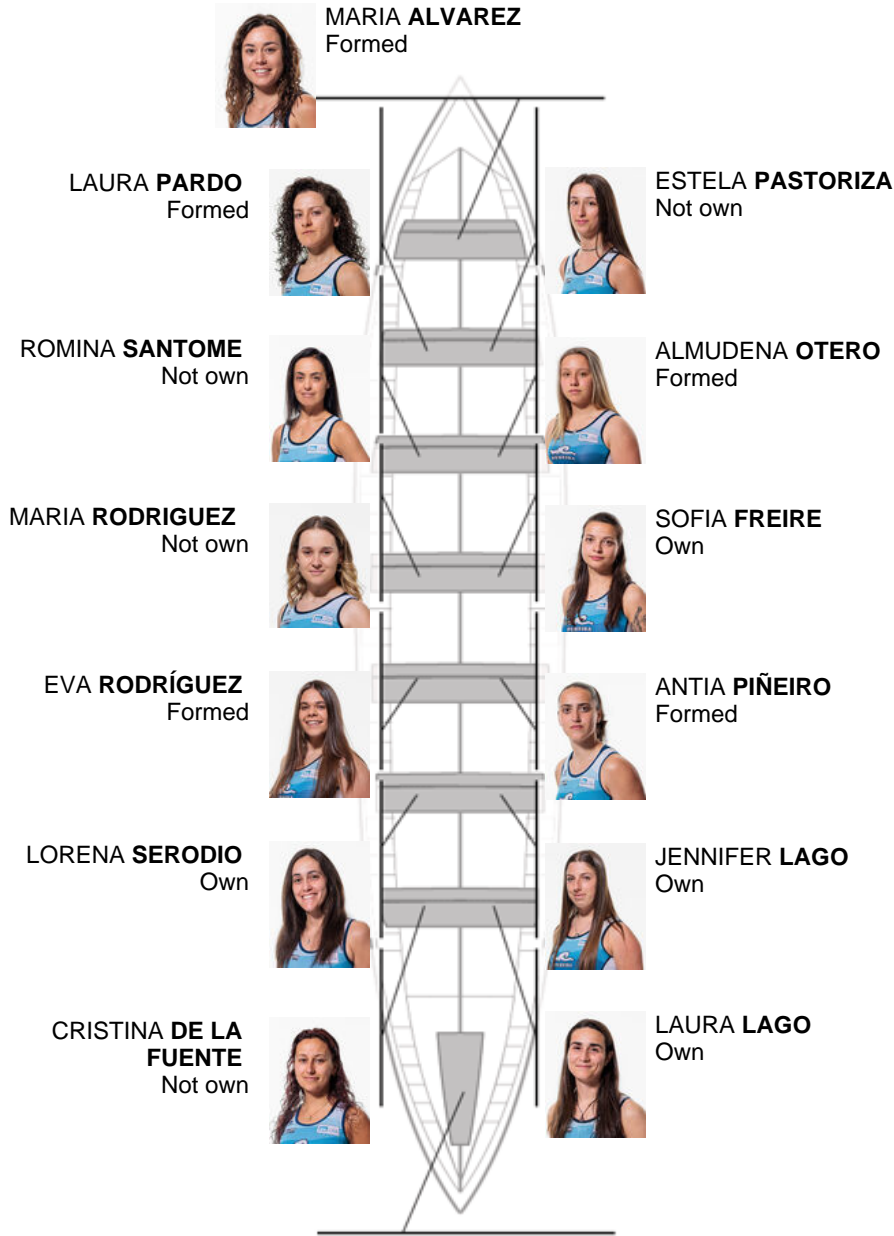 MARIA ALVAREZ
Formed
LAURA PARDO
Formed
ESTELA PASTORIZA
Not own
ROMINA SANTOME
Not own
ALMUDENA OTERO
Formed
MARIA RODRIGUEZ
Not own
SOFIA FREIRE
Own
EVA RODRÍGUEZ
Formed
ANTIA PIÑEIRO
Formed
LORENA SERODIO
Own
JENNIFER LAGO
Own
CRISTINA DE LA
FUENTE
Not own
LAURA LAGO
Own